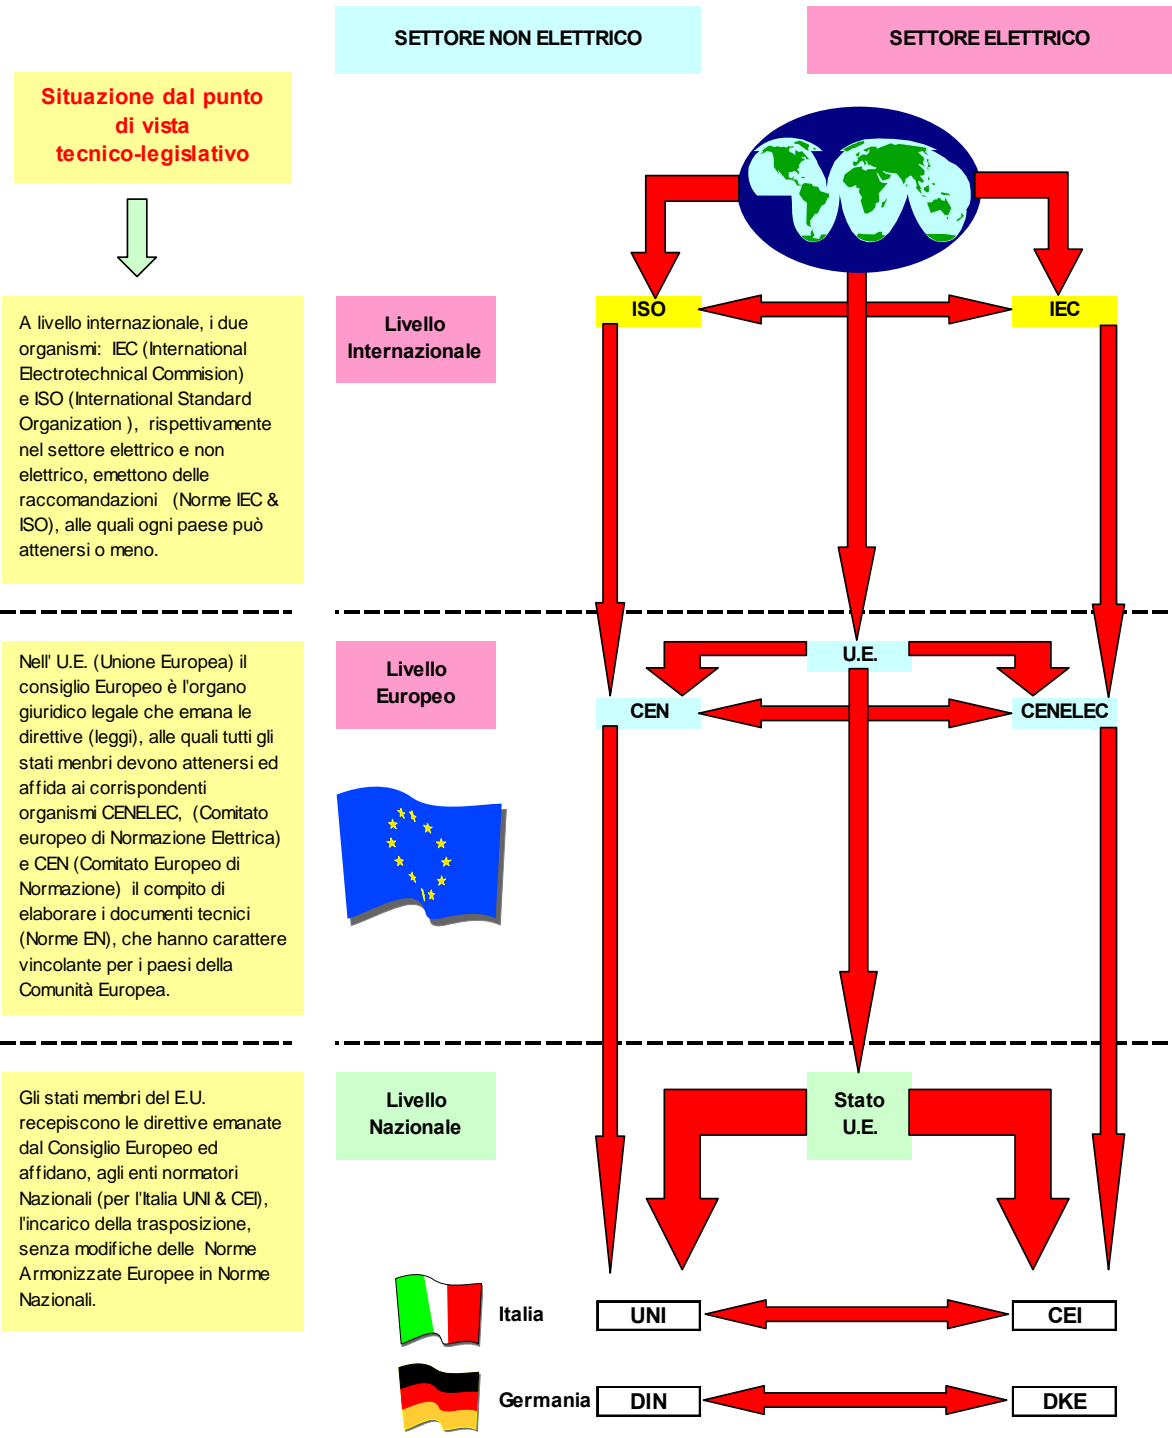 SETTORE NON ELETTRICO
SETTORE ELETTRICO
Situazione dal punto
di vista
tecnico-legislativo
A livello internazionale, i due
organismi: IEC (International
Electrotechnical Commision)
e ISO (International Standard
Organization ), rispettivamente
nel settore elettrico e non
elettrico, emettono delle
raccomandazioni (Norme IEC &
ISO), alle quali ogni paese può
attenersi o meno.
Livello
Internazionale
ISO
IEC
Nell' U.E. (Unione Europea) il
consiglio Europeo è l'organo
giuridico legale che emana le
direttive (leggi), alle quali tutti gli
stati menbri devono attenersi ed
affida ai corrispondenti
organismi CENELEC, (Comitato
europeo di Normazione Elettrica)
e CEN (Comitato Europeo di
Normazione) il compito di
elaborare i documenti tecnici
(Norme EN), che hanno carattere
vincolante per i paesi della
Comunità Europea.
Livello
Europeo
U.E.
CEN
CENELEC
Gli stati membri del E.U.
recepiscono le direttive emanate
dal Consiglio Europeo ed
affidano, agli enti normatori
Nazionali (per l'Italia UNI & CEI),
l'incarico della trasposizione,
senza modifiche delle Norme
Armonizzate Europee in Norme
Nazionali.
Livello
Nazionale
Stato
U.E.
Italia
UNI
CEI
Germania
DIN
DKE